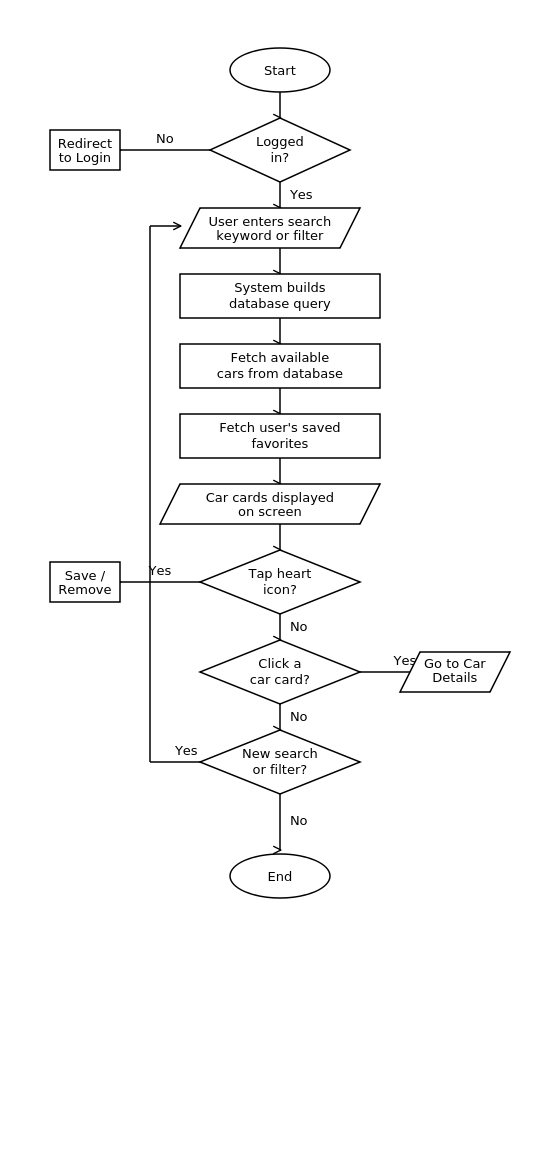 Start
Logged
in?
No
Redirect
to Login
Yes
User enters search
keyword or filter
System builds
database query
Fetch available
cars from database
Fetch user's saved
favorites
Car cards displayed
on screen
Tap heart
icon?
Yes
Save /
Remove
No
Click a
car card?
Yes
Go to Car
Details
No
New search
or filter?
Yes
No
End